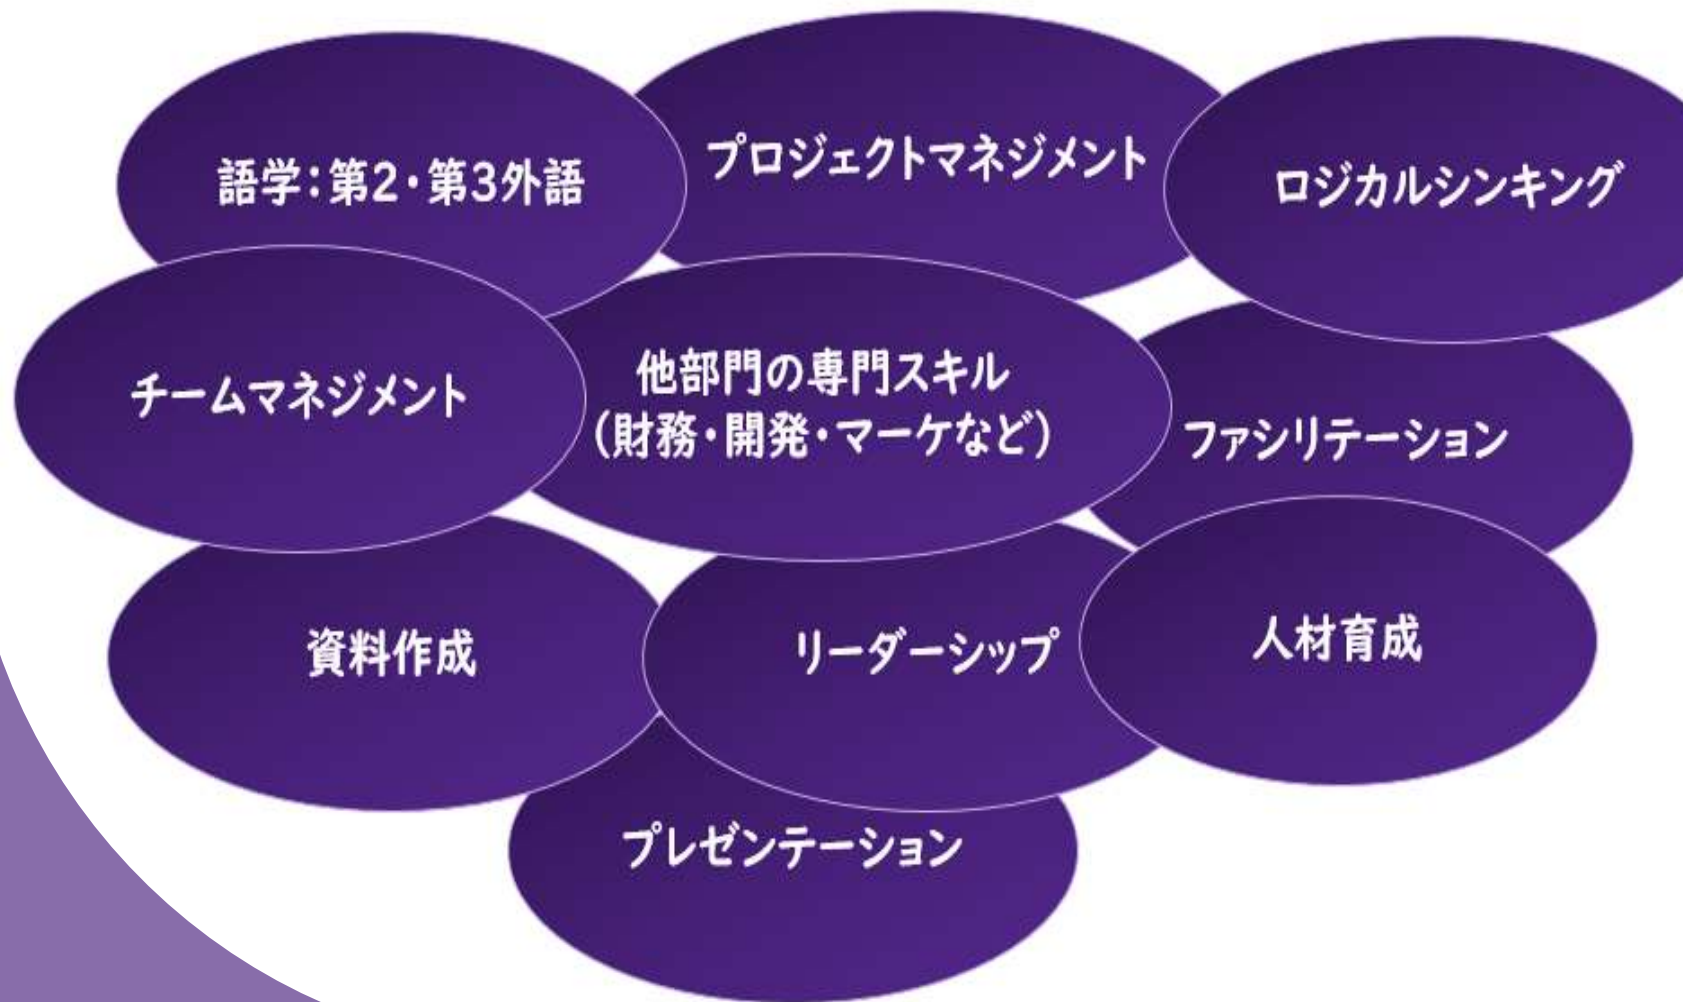 語学：第2・第3外語
プロジェクトマネジメント
ロジカルシンキング
チームマネジメント
他部門の専門スキル
（財務・開発・マーケなど）
ファシリテーション
資料作成
リーダーシップ
人材育成
プレゼンテーション